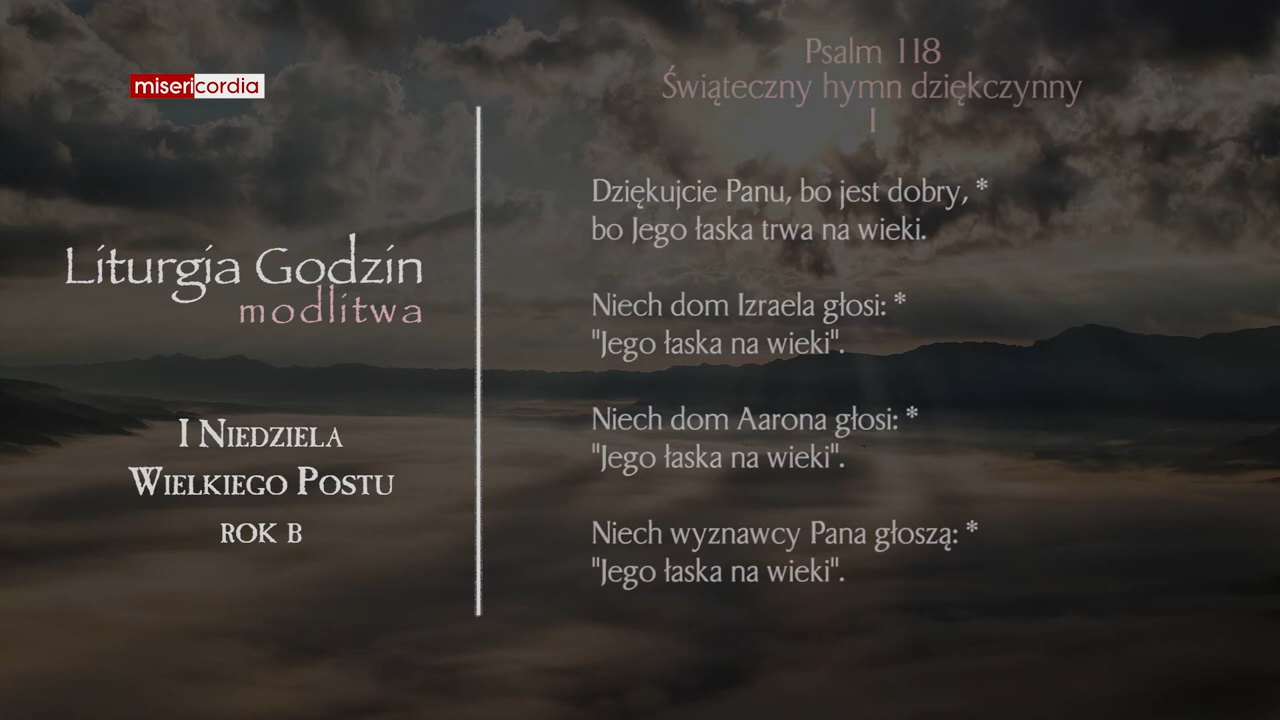 misericordia
Liturgia Godzin
modlitwa
I Niedziela
Wielkiego Postu
rok B
Psalm 118
Świąteczny hymn dziękczynny
I
Dziękujcie Panu, bo jest dobry, *
bo Jego łaska trwa na wieki.
Niech dom Izraela głosi: *
"Jego łaska na wieki".
Niech dom Aarona głosi: *
"Jego łaska na wieki".
Niech wyznawcy Pana głoszą: *
"Jego łaska na wieki".